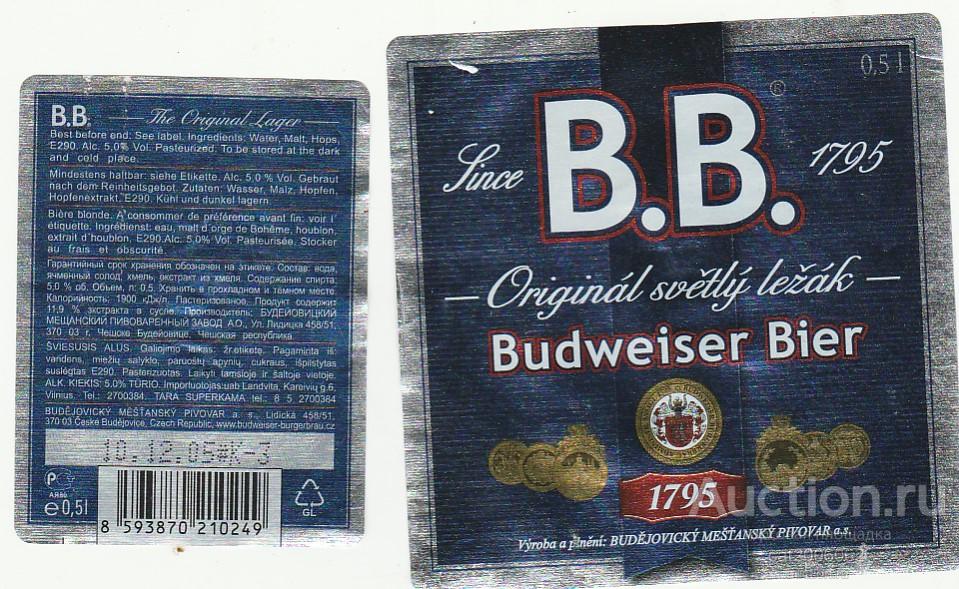 B.B. — The Original Lager —
Best before end: See label. Ingredients: Water, Malt, Hops,
E290. Alc. 5,0% Vol. Pasteurized. To be stored at the dark
and cold place.
Mindestens haltbar: siehe Etikette. Alc. 5,0 % Vol. Gebraut
nach dem Reinheitsgebot. Zutaten: Wasser, Malz, Hopfen,
Hopfenextrakt, E290. Kühl und dunkel lagern.
Bière blonde. A consommer de préférence avant fin: voir l'
étiquette. Ingrédienst: eau, malt d'orge de Bohême, houblon,
extrait d'houblon, E290.Alc. 5,0% Vol. Pasteurisée. Stocker
au frais et obscurité.
Гарантийный срок хранения обозначен на этикете. Состав: вода,
ячменный солод, хмель, екстракт из хмеля. Содержание спирта:
5,0 % об. Объем, л: 0,5. Хранить в прохладном и тёмном месте.
Калорийность: 1900 кДж/л. Пастеризованое. Продукт содержит
11,9 % экстракта в сусле. Производитель: БУДЕЙОВИЦКИЙ
МЕЩАНСКИЙ ПИВОВАРЕННЫЙ ЗАВОД А.О., Ул. Лидицка 458/51,
370 03 г. Чешске Будейовице, Чешская республика
ŠVIESUSIS ALUS. Galiojimo laikas: žr.etiketę. Pagaminta iš:
vandens, miežių salyklo, paruoštų apynių, cukraus, išpilstytas
suslėgtas E290. Pasterizuotas. Laikyti tamsioje ir šaltoje vietoje.
ALK. KIEKIS: 5,0% TŪRIO. Importuotojas:uab Landvita, Kareivių g.6,
Vilnius. Tel.: 2700384. TARA SUPERKAMA tel.: 8 5 2700384
BUDĚJOVICKÝ MĚŠŤANSKÝ PIVOVAR a. s., Lidická 458/51,
370 03 České Budějovice, Czech Republic, www.budweiser-burgerbrau.cz
10.12.05#K-3
АЯ80
e 0,5l
GL
8 593870 210249
0,5 l
Since B.B.® 1795
— Originál světlý ležák —
Budweiser Bier
1795
Výroba a plnění: BUDĚJOVICKÝ MĚŠŤANSKÝ PIVOVAR a.s.
Auction.ru